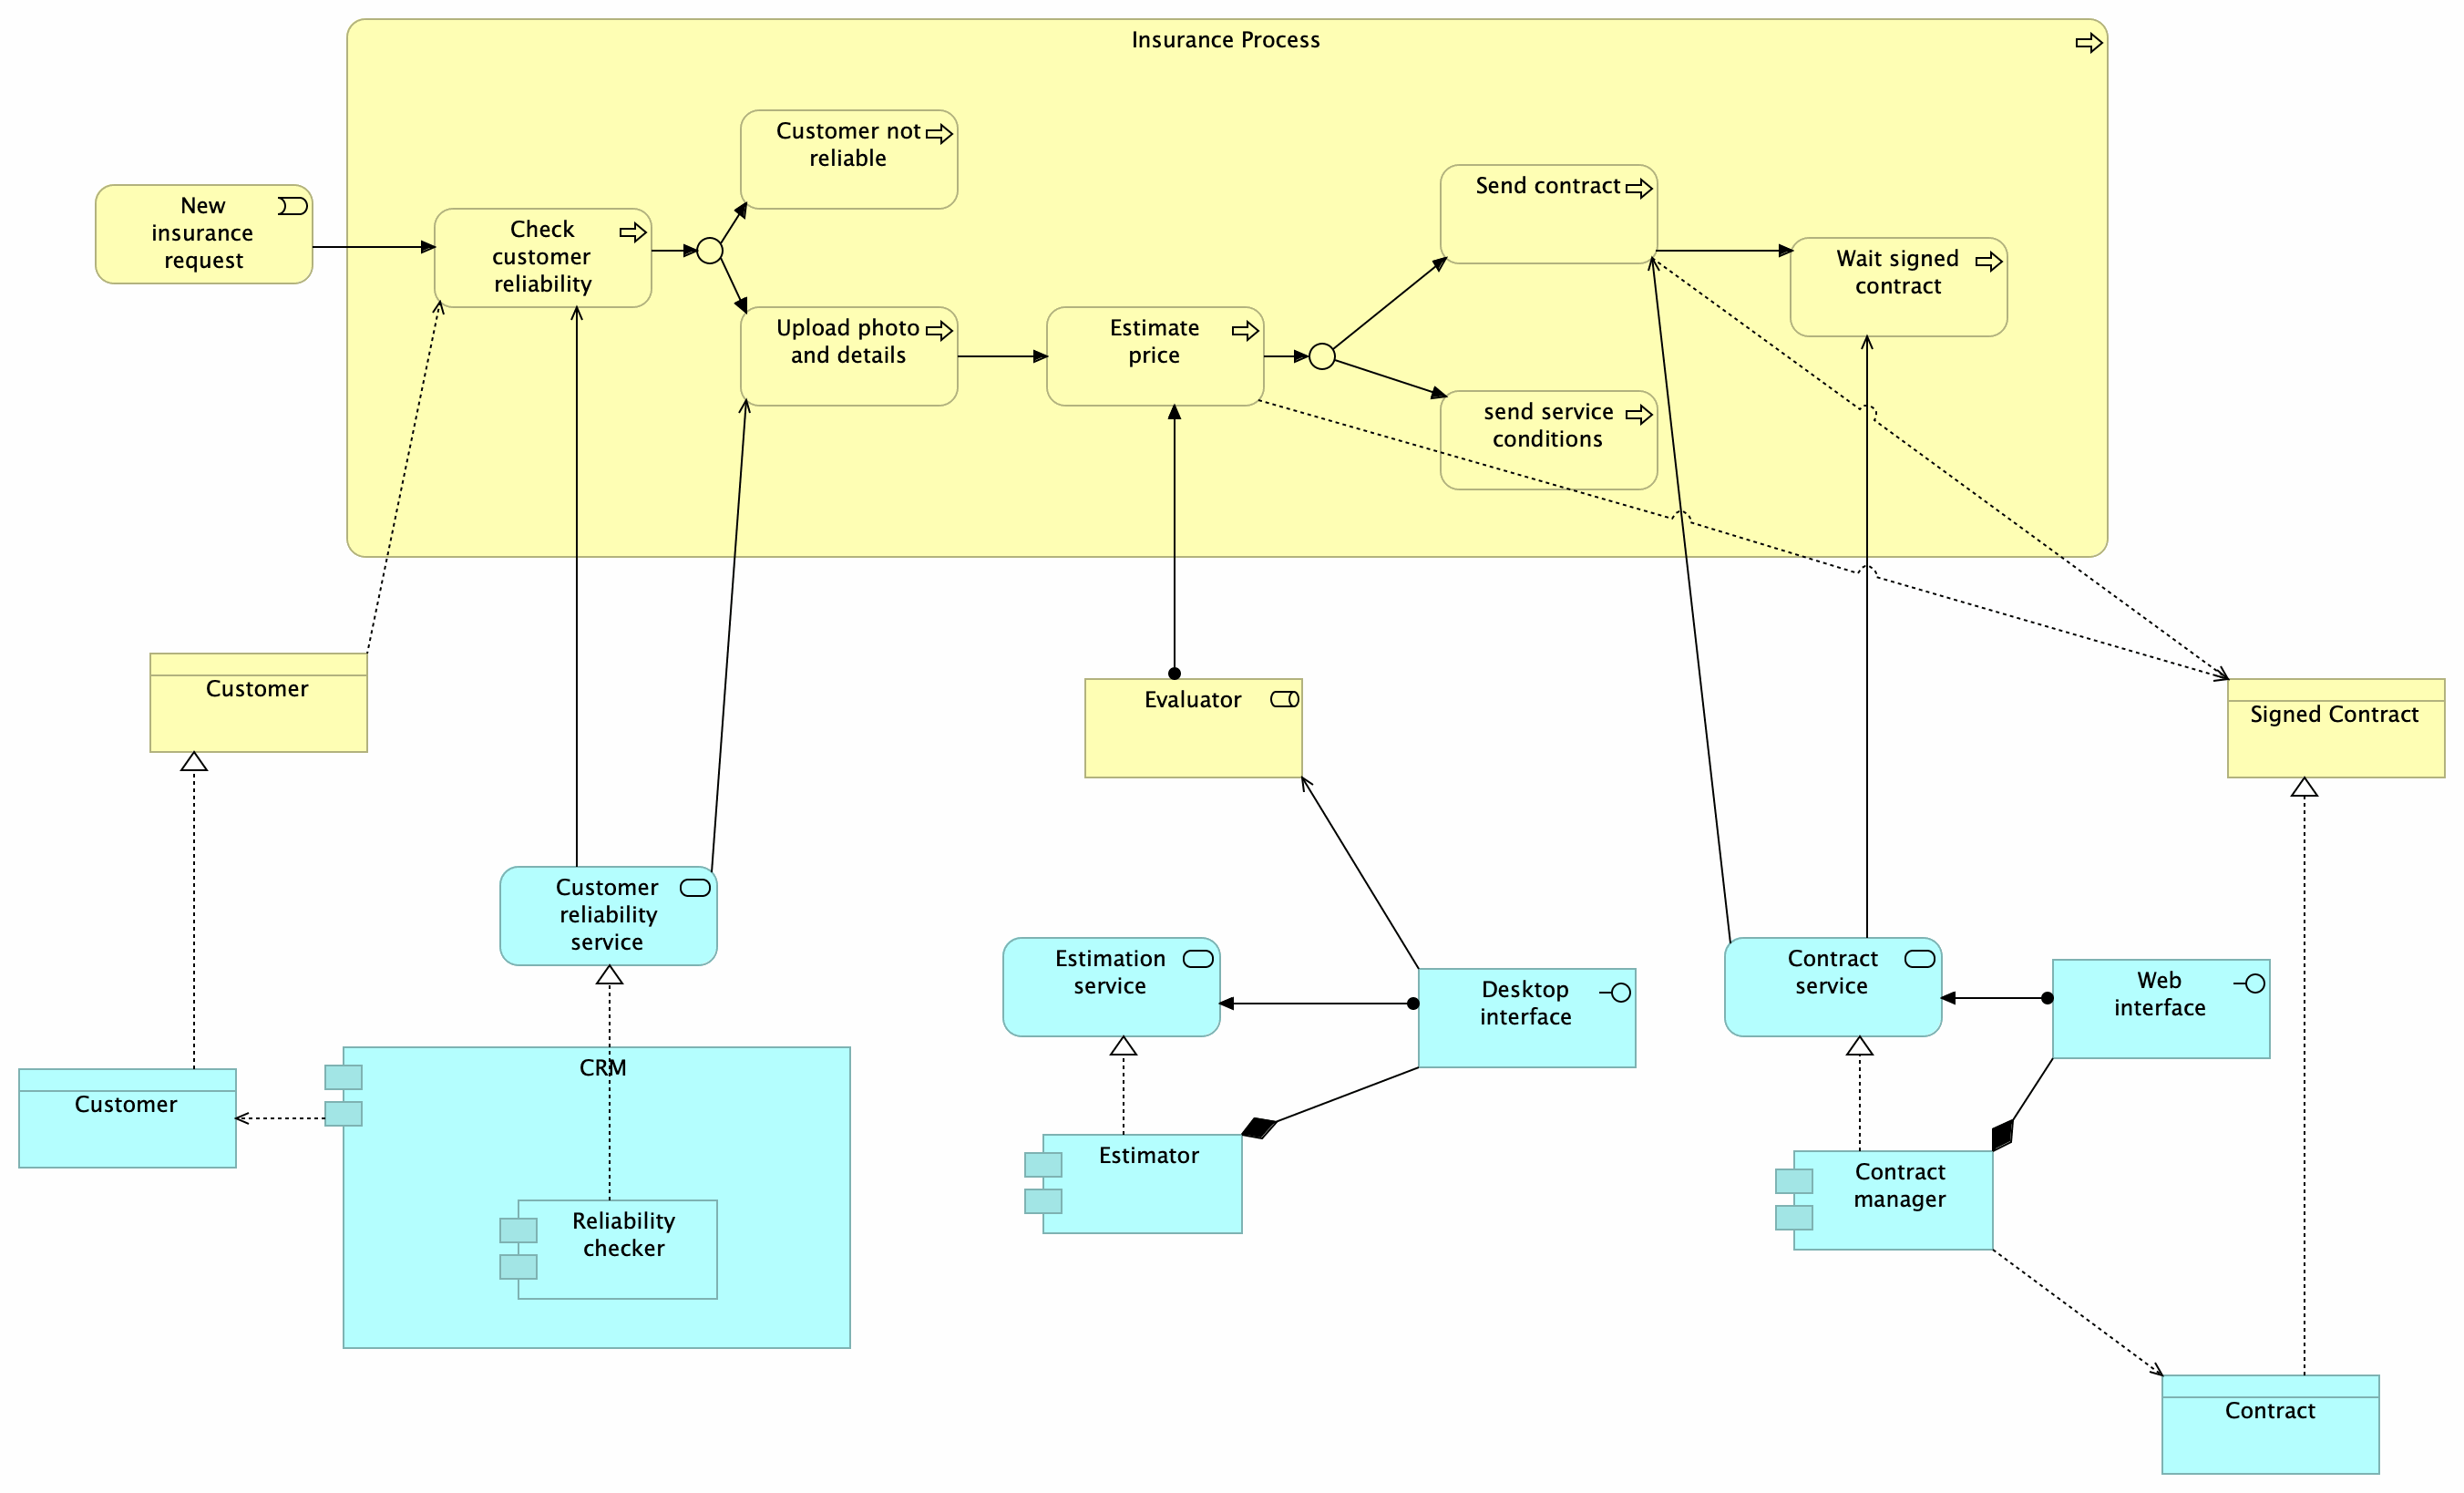 Insurance Process
New
insurance
request
Check
customer
reliability
Customer not
reliable
Upload photo
and details
Estimate
price
Send contract
send service
conditions
Wait signed
contract
Customer
Evaluator
Signed Contract
Customer
reliability
service
Estimation
service
Desktop
interface
Contract
service
Web
interface
Customer
CRM
Reliability
checker
Estimator
Contract
manager
Contract